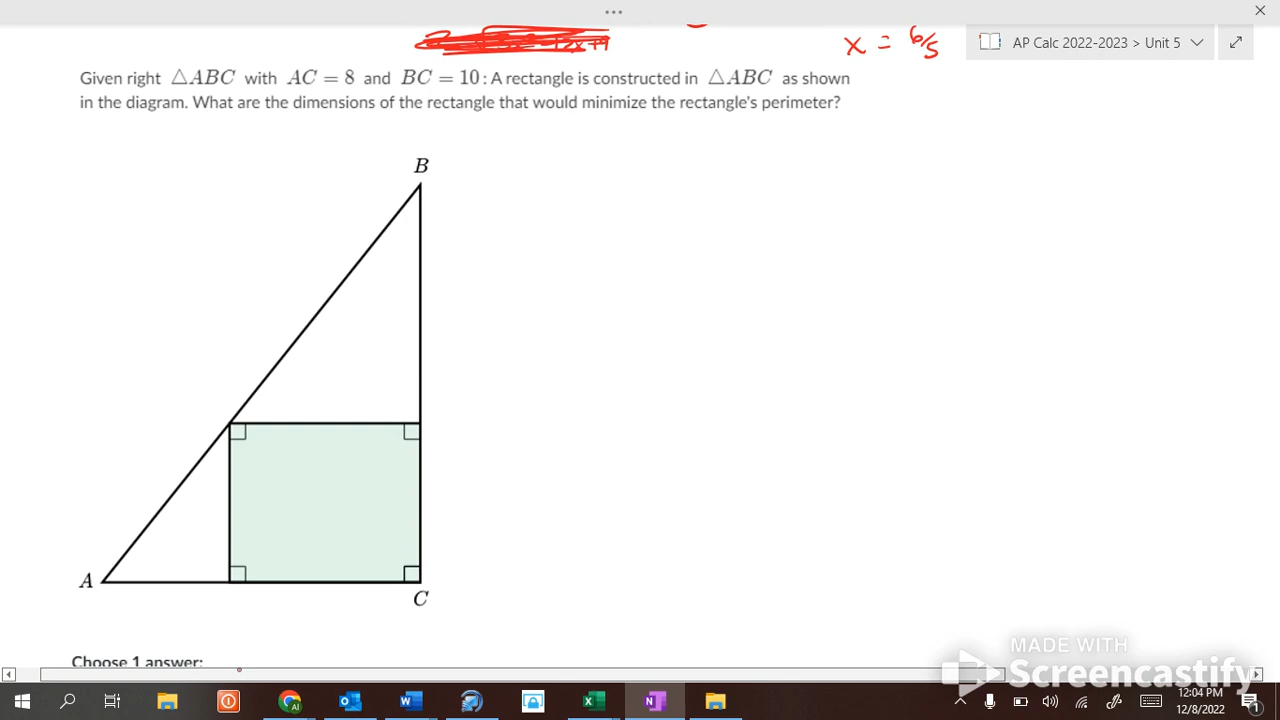 x = 6/5
AP Calc 2022-2023 > Unit 5
Given right △ABC with AC = 8 and BC = 10: A rectangle is constructed in △ABC as shown
in the diagram. What are the dimensions of the rectangle that would minimize the rectangle's perimeter?
B
A
C
Choose 1 answer:
MADE WITH
Screencastify
12:04 PM
12/8/2022